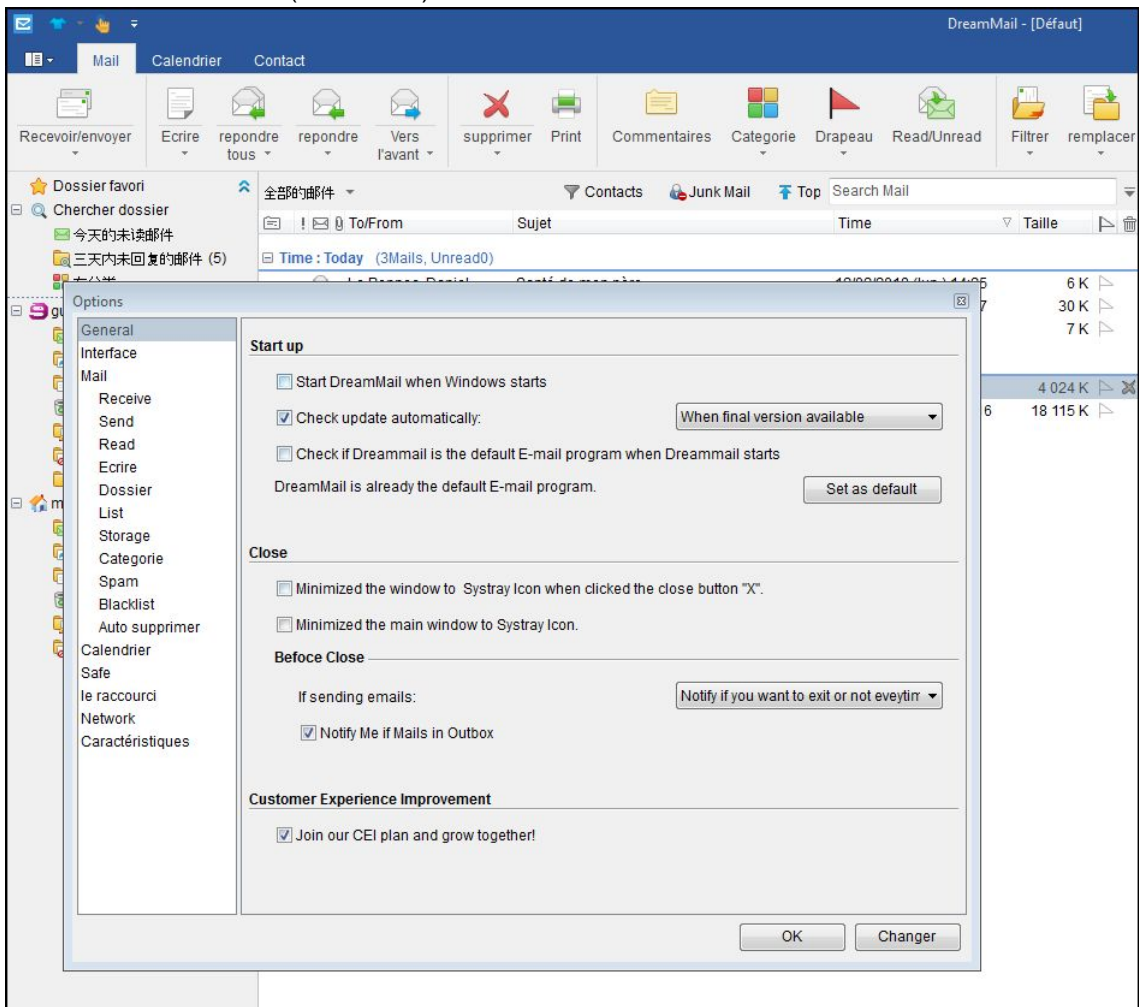 DreamMail - [Défaut]
Mail Calendrier Contact
Recevoir/envoyer Ecrire repondre tous repondre Vers l'avant supprimer Print Commentaires Categorie Drapeau Read/Unread Filtrer remplacer
Dossier favori
Chercher dossier
今天的未读邮件
三天内未回复的邮件 (5)
全部的邮件 Contacts Junk Mail Top Search Mail
! To/From Sujet Time Taille
Time : Today (3Mails, Unread0)
6 K
7 30 K
7 K
4 024 K
6 18 115 K
gu
m
Options
General
Interface
Mail
Receive
Send
Read
Ecrire
Dossier
List
Storage
Categorie
Spam
Blacklist
Auto supprimer
Calendrier
Safe
le raccourci
Network
Caractéristiques
Start up
Start DreamMail when Windows starts
Check update automatically: When final version available
Check if Dreammail is the default E-mail program when Dreammail starts
DreamMail is already the default E-mail program. Set as default
Close
Minimized the window to Systray Icon when clicked the close button "X".
Minimized the main window to Systray Icon.
Befoce Close
If sending emails: Notify if you want to exit or not eveytim
Notify Me if Mails in Outbox
Customer Experience Improvement
Join our CEI plan and grow together!
OK Changer